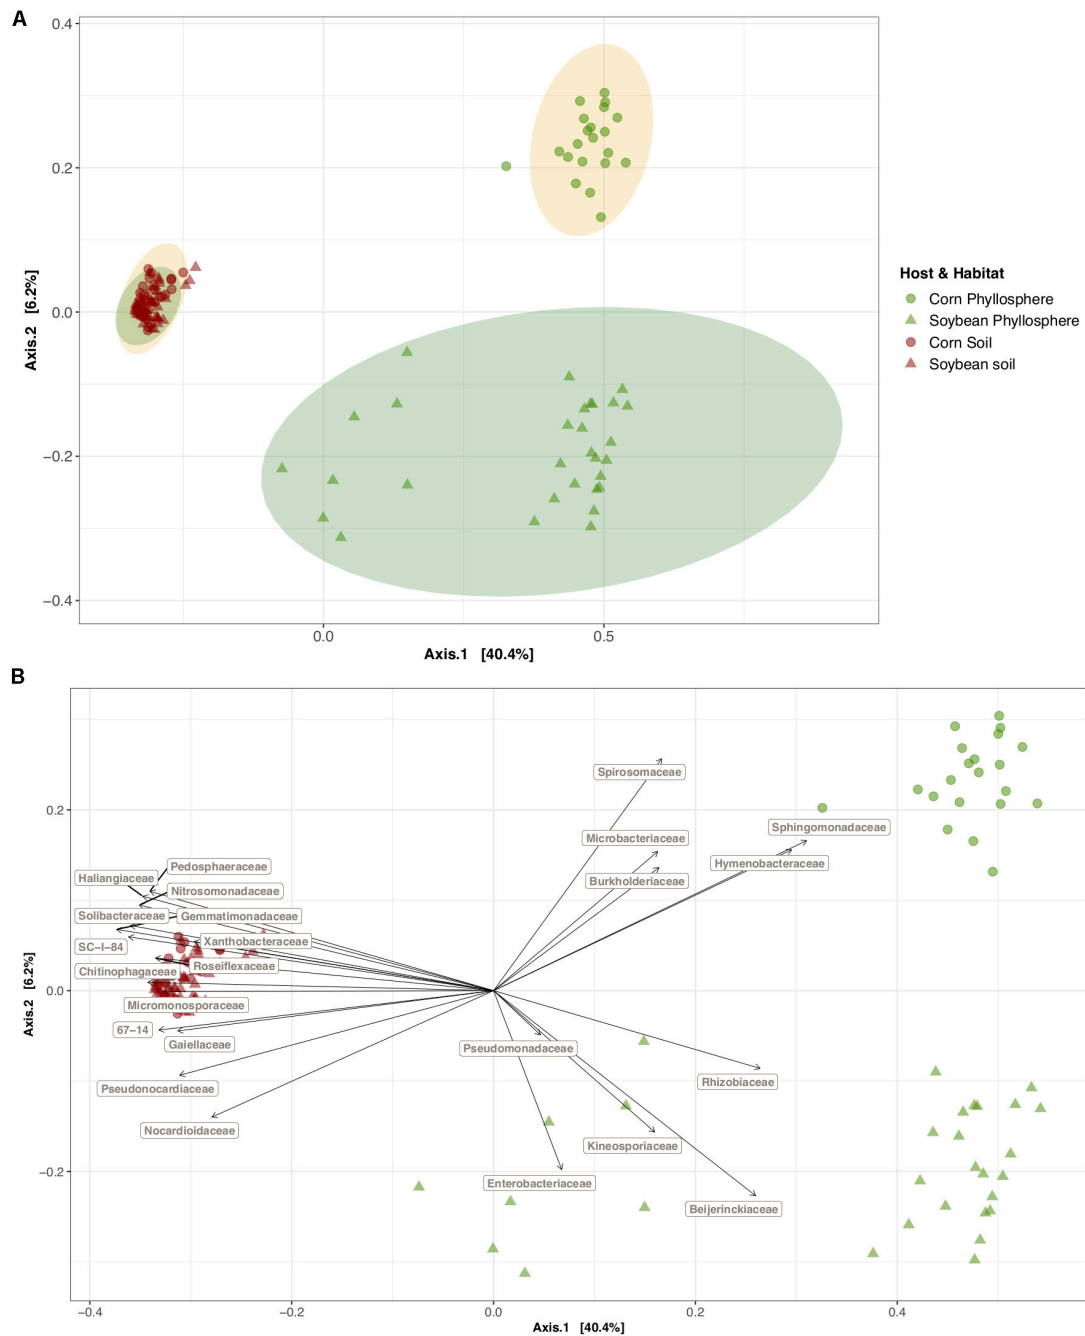 A
0.4
0.2
0.0
−0.2
−0.4
Axis.2 [6.2%]
0.0 0.5
Axis.1 [40.4%]
Host & Habitat
Corn Phyllosphere
Soybean Phyllosphere
Corn Soil
Soybean soil
B
Spirosomaceae
Microbacteriaceae
Sphingomonadaceae
Hymenobacteraceae
Burkholderiaceae
Pedosphaeraceae
Haliangiaceae
Nitrosomonadaceae
Solibacteraceae
Gemmatimonadaceae
Xanthobacteraceae
SC−I−84
Roseiflexaceae
Chitinophagaceae
Micromonosporaceae
67−14
Gaiellaceae
Pseudomonadaceae
Pseudonocardiaceae
Rhizobiaceae
Nocardioidaceae
Kineosporiaceae
Enterobacteriaceae
Beijerinckiaceae
0.2
0.0
−0.2
Axis.2 [6.2%]
−0.4 −0.2 0.0 0.2 0.4
Axis.1 [40.4%]